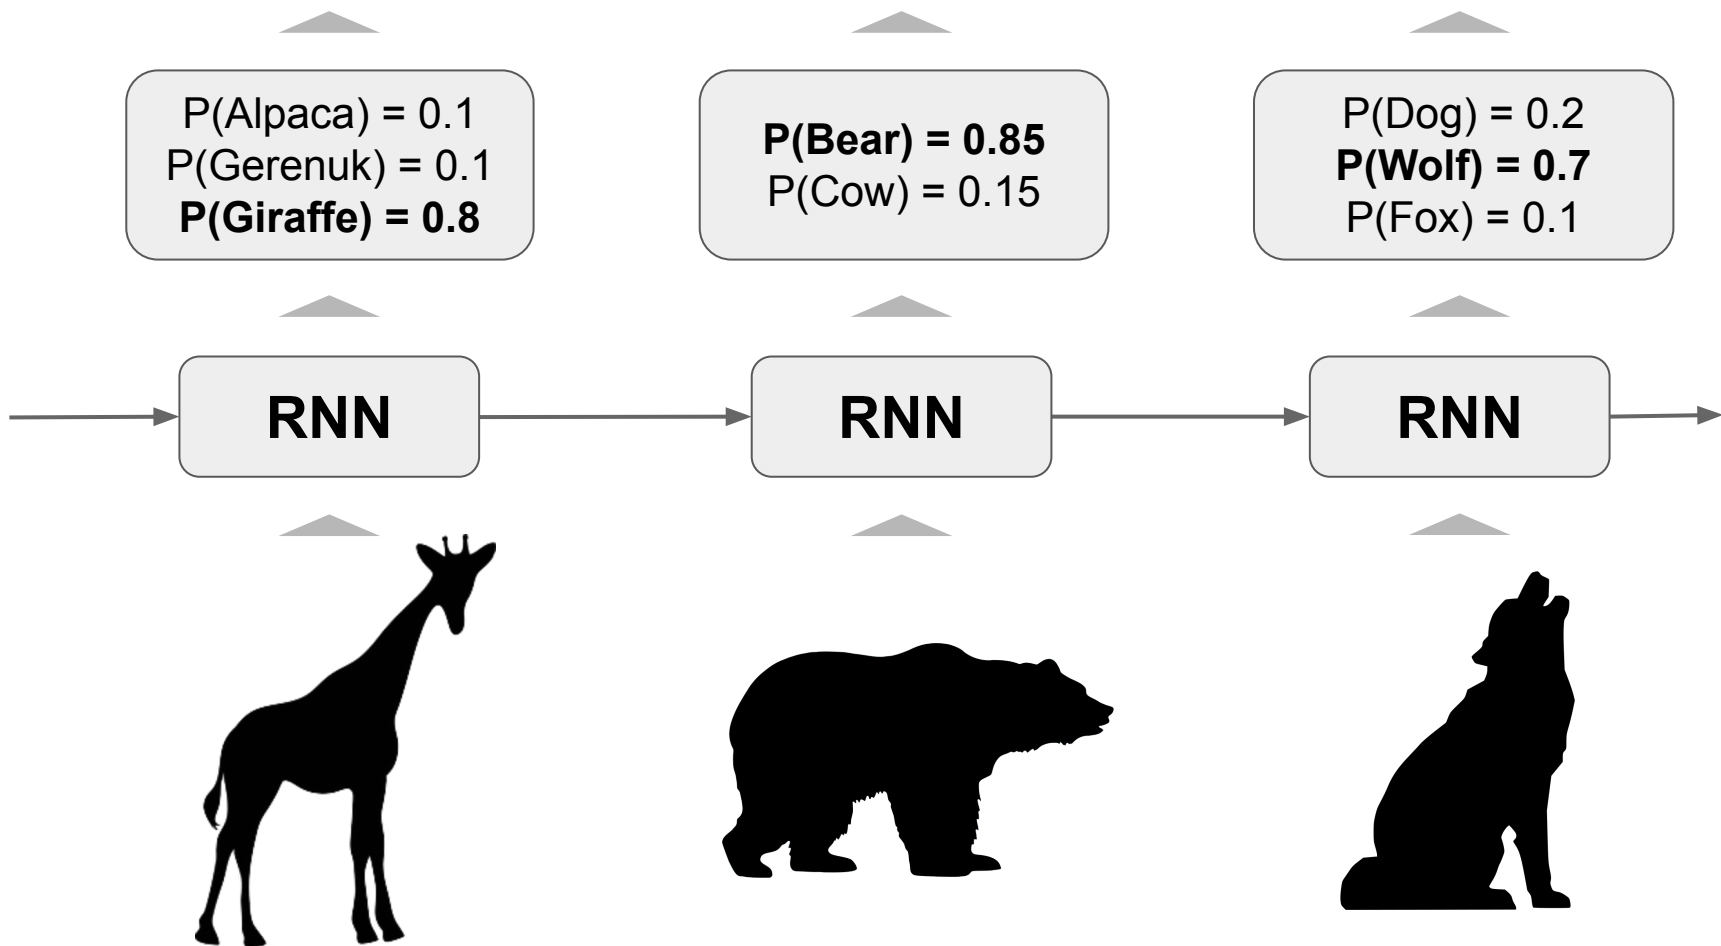 P(Alpaca) = 0.1
P(Gerenuk) = 0.1
P(Giraffe) = 0.8
P(Bear) = 0.85
P(Cow) = 0.15
P(Dog) = 0.2
P(Wolf) = 0.7
P(Fox) = 0.1
RNN
RNN
RNN